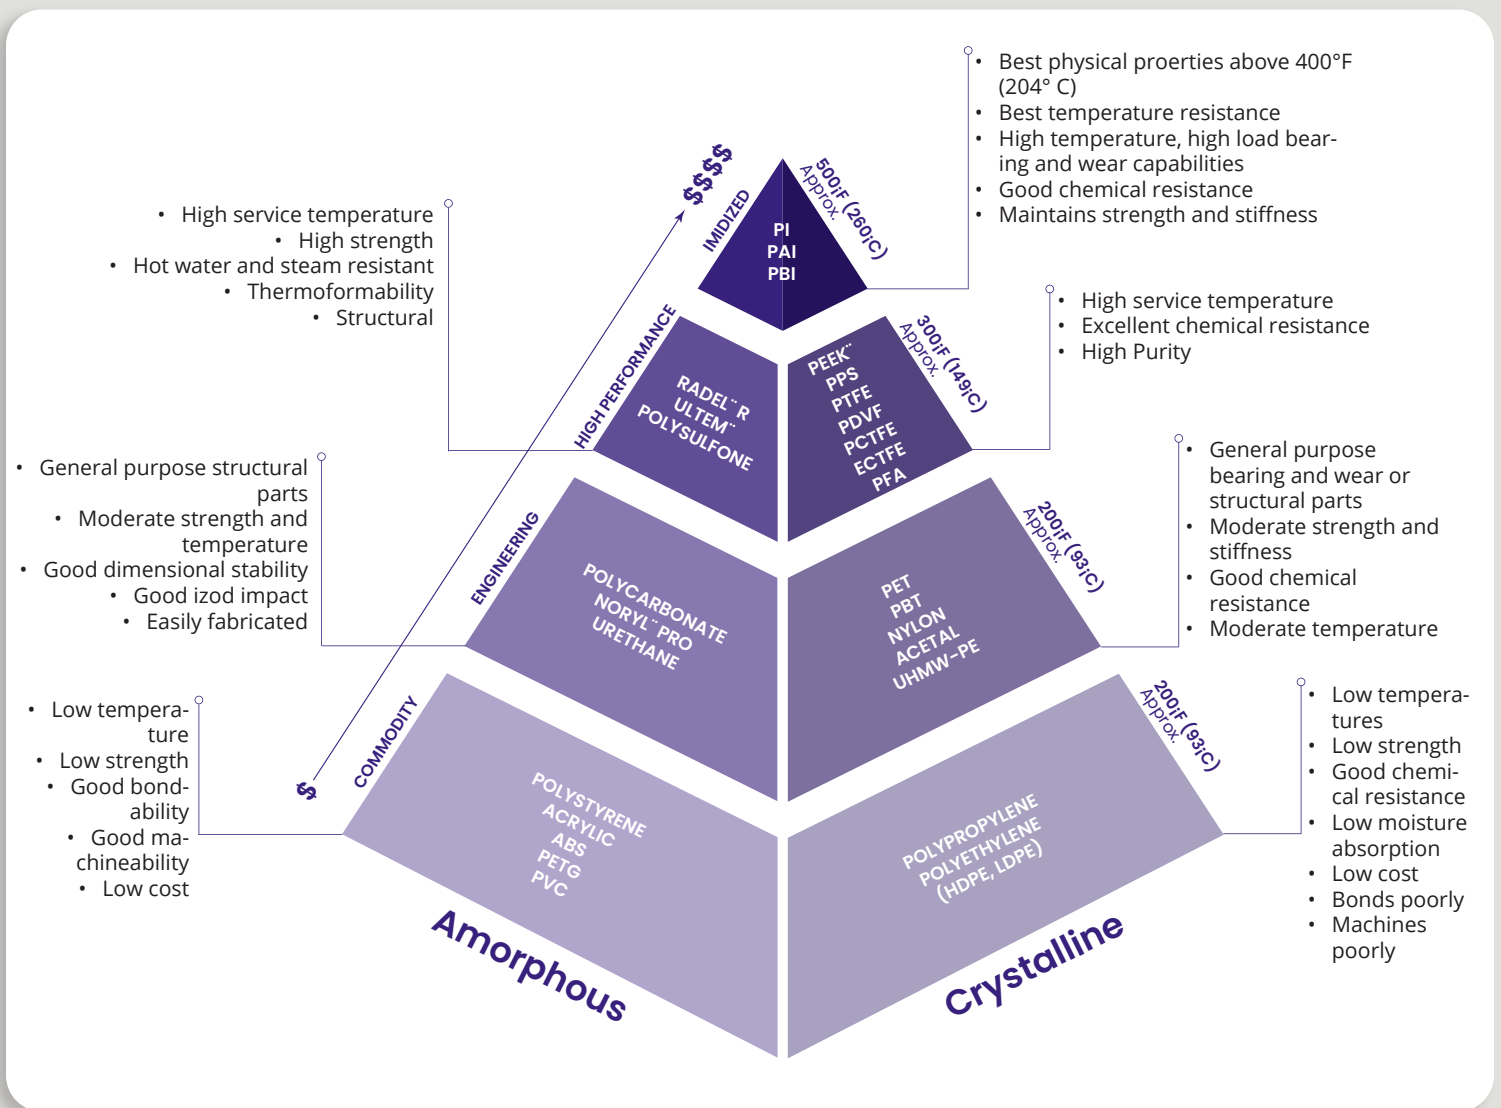 • Best physical proerties above 400°F
(204° C)
• Best temperature resistance
• High temperature, high load bear-
ing and wear capabilities
• Good chemical resistance
• Maintains strength and stiffness
$$$$
IMIDIZED
500¡F (260¡C)
Approx.
PI
PAI
PBI
• High service temperature
• High strength
• Hot water and steam resistant
• Thermoformability
• Structural
HIGH PERFORMANCE
RADEL¨ R
ULTEM¨
POLYSULFONE
PEEK¨
PPS
PTFE
PDVF
PCTFE
ECTFE
PFA
300¡F (149¡C)
Approx.
• High service temperature
• Excellent chemical resistance
• High Purity
• General purpose structural
parts
• Moderate strength and
temperature
• Good dimensional stability
• Good izod impact
• Easily fabricated
ENGINEERING
POLYCARBONATE
NORYL¨ PRO
URETHANE
PET
PBT
NYLON
ACETAL
UHMW-PE
200¡F (93¡C)
Approx.
• General purpose
bearing and wear or
structural parts
• Moderate strength and
stiffness
• Good chemical
resistance
• Moderate temperature
• Low tempera-
ture
• Low strength
• Good bond-
ability
• Good ma-
chineability
• Low cost
$
COMMODITY
POLYSTYRENE
ACRYLIC
ABS
PETG
PVC
POLYPROPYLENE
POLYETHYLENE
(HDPE, LDPE)
200¡F (93¡C)
Approx.
• Low tempera-
tures
• Low strength
• Good chemi-
cal resistance
• Low moisture
absorption
• Low cost
• Bonds poorly
• Machines
poorly
Amorphous
Crystalline